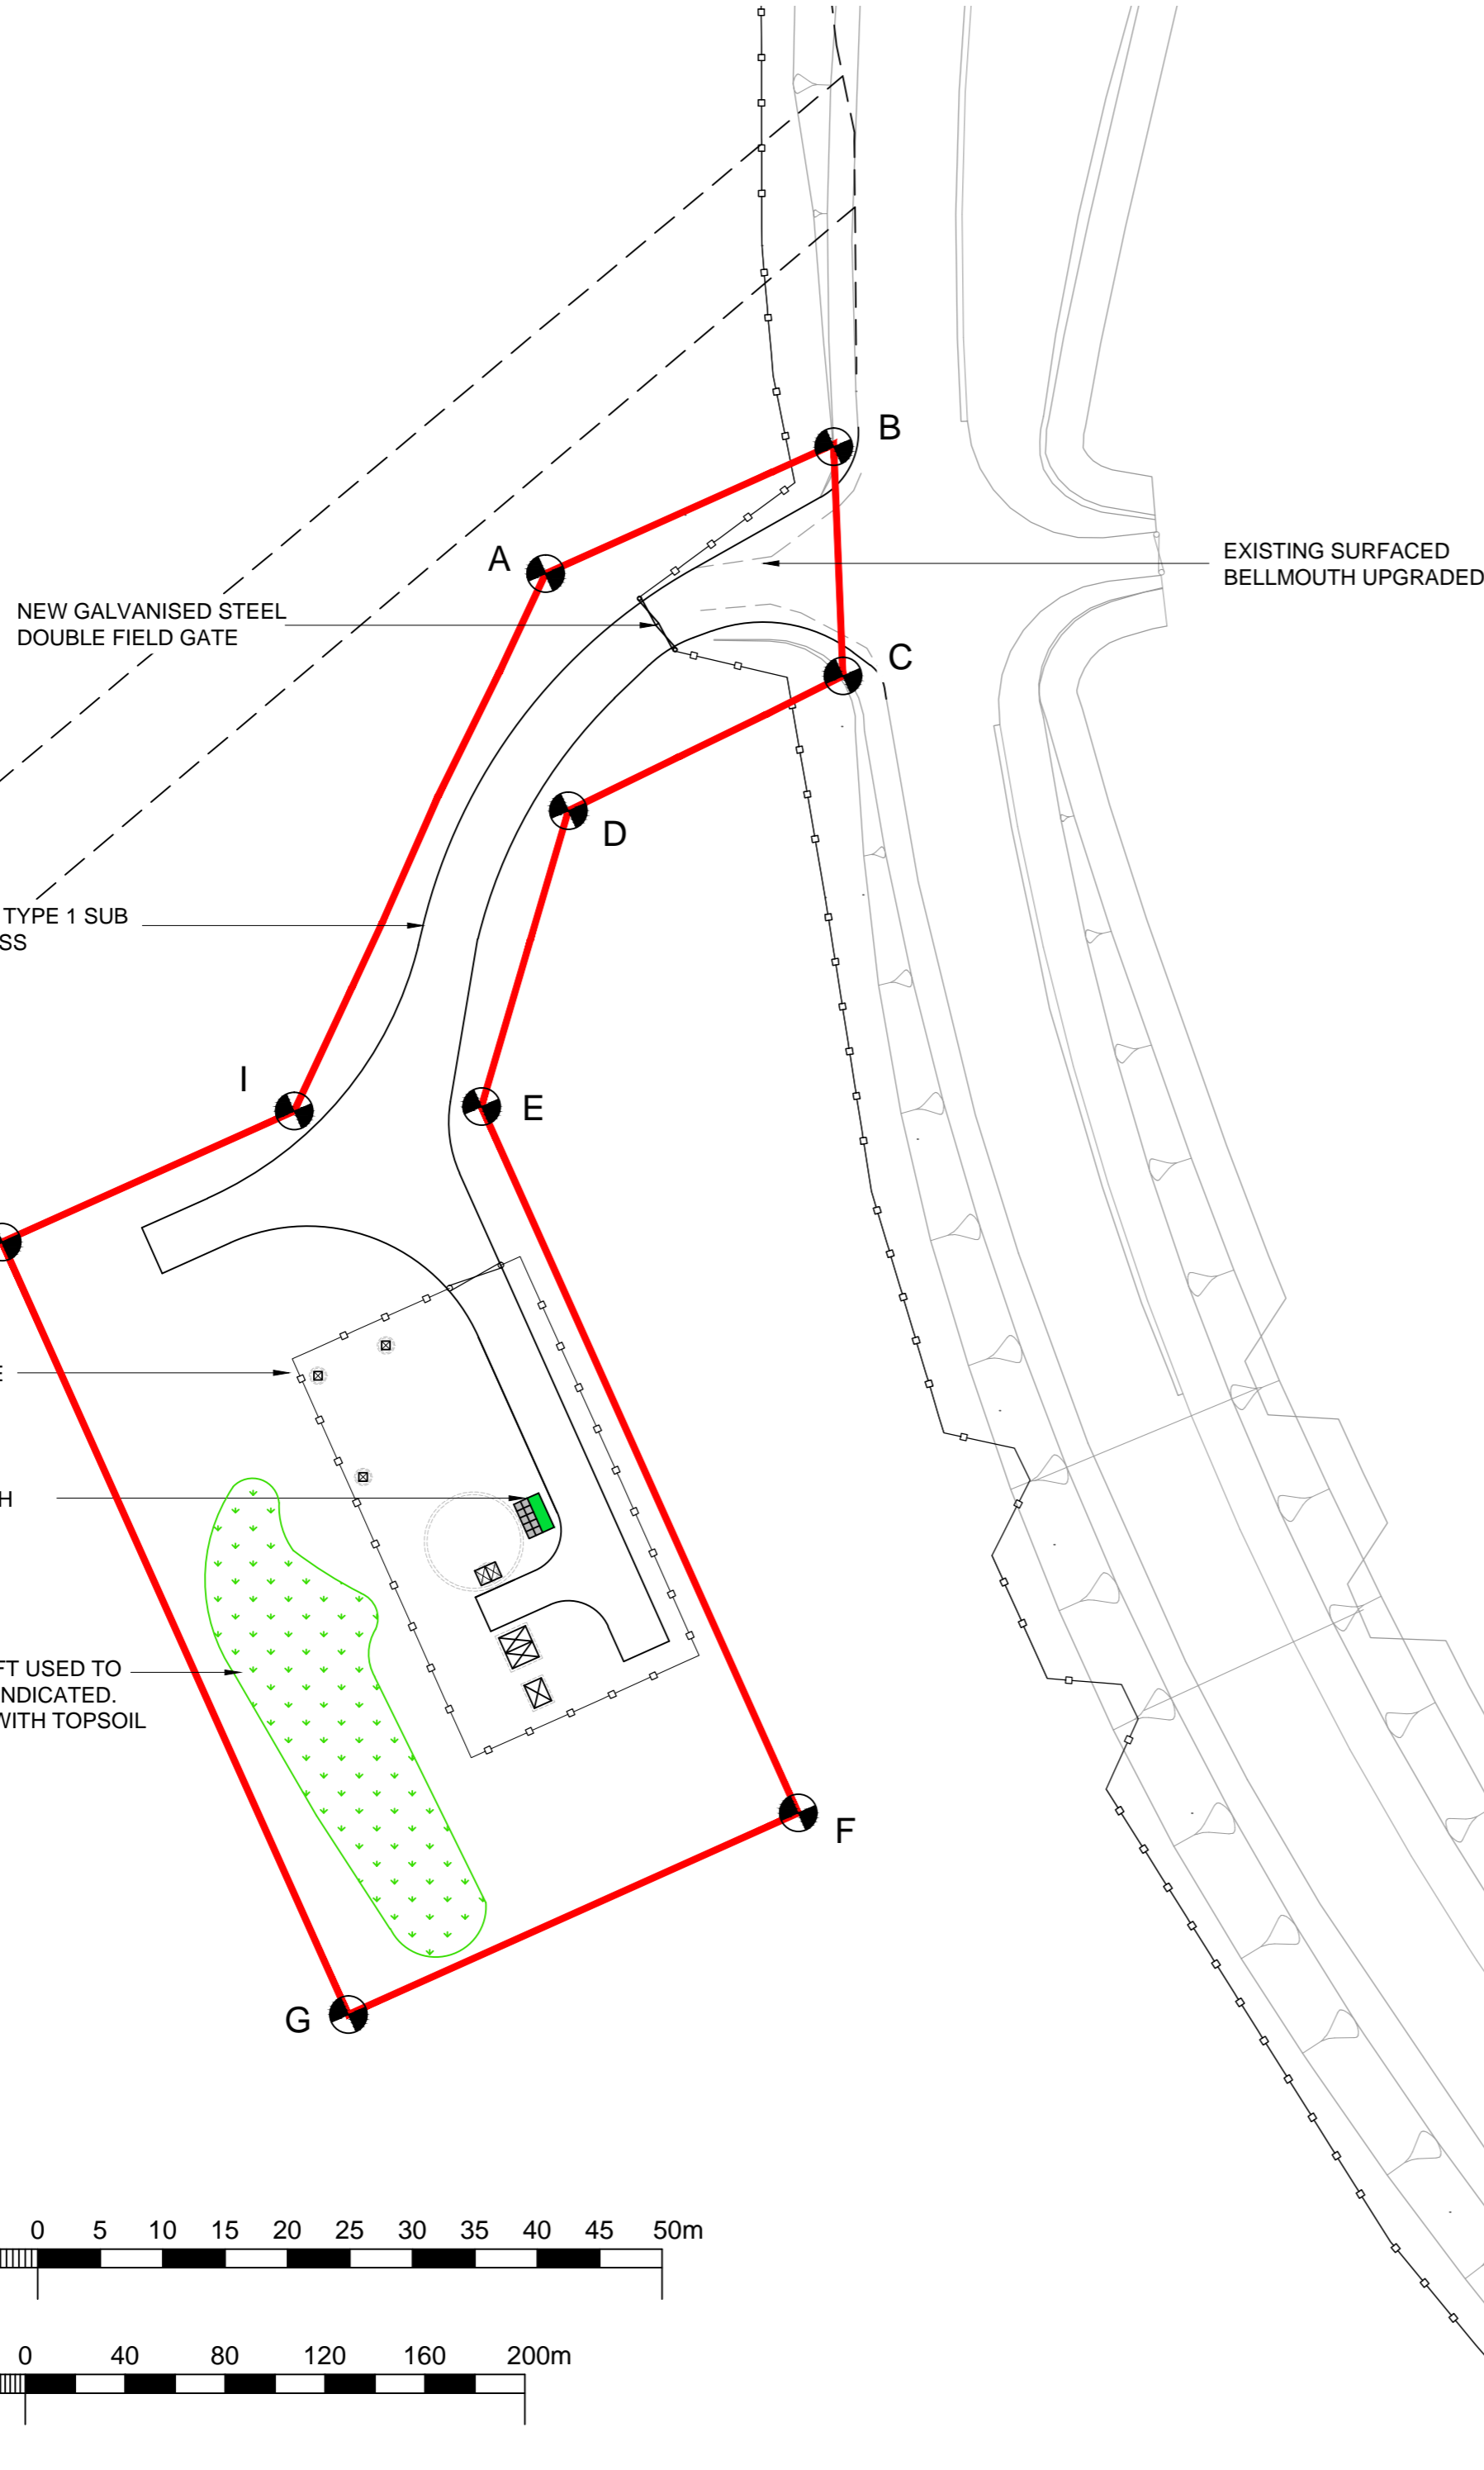 B
A
EXISTING SURFACED
BELLMOUTH UPGRADED
NEW GALVANISED STEEL
DOUBLE FIELD GATE
C
D
TYPE 1 SUB
SS
I
E
E
H
FT USED TO
NDICATED.
WITH TOPSOIL
F
G
0 5 10 15 20 25 30 35 40 45 50m
0 40 80 120 160 200m